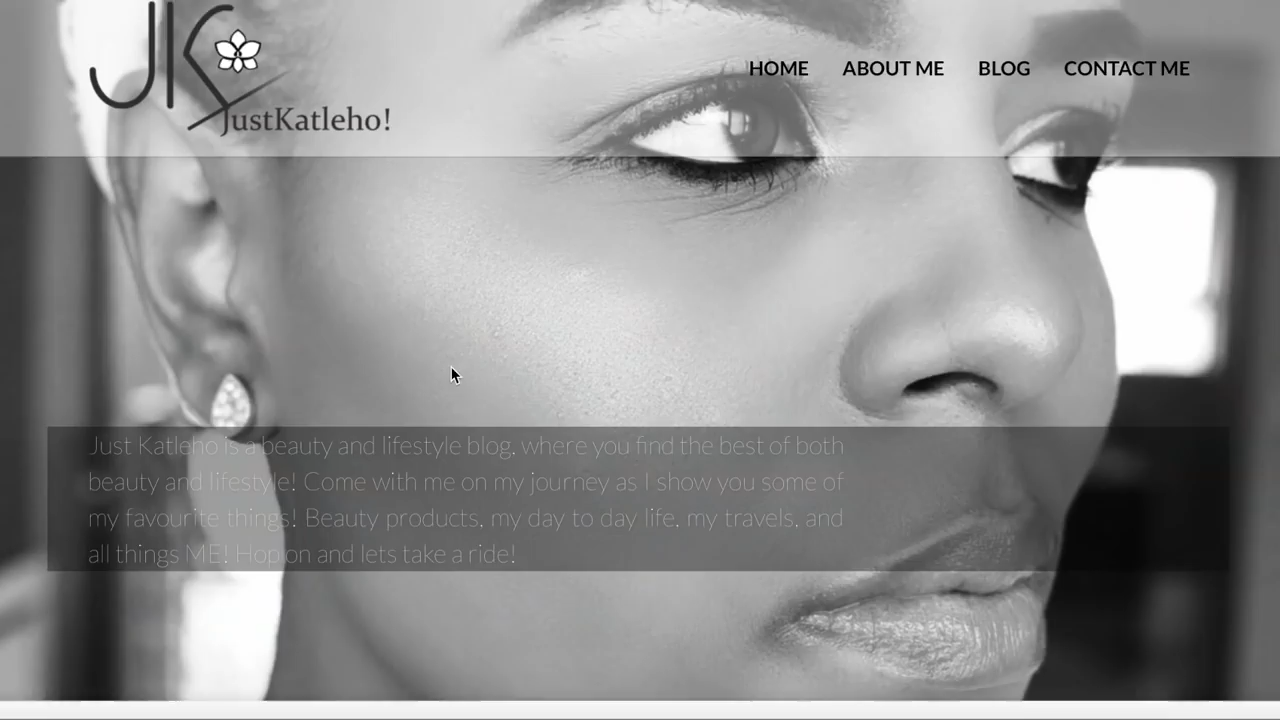 JK
JustKatleho!
HOME ABOUT ME BLOG CONTACT ME
Just Katleho is a beauty and lifestyle blog, where you find the best of both
beauty and lifestyle! Come with me on my journey as I show you some of
my favourite things! Beauty products, my day to day life, my travels, and
all things ME! Hop on and lets take a ride!